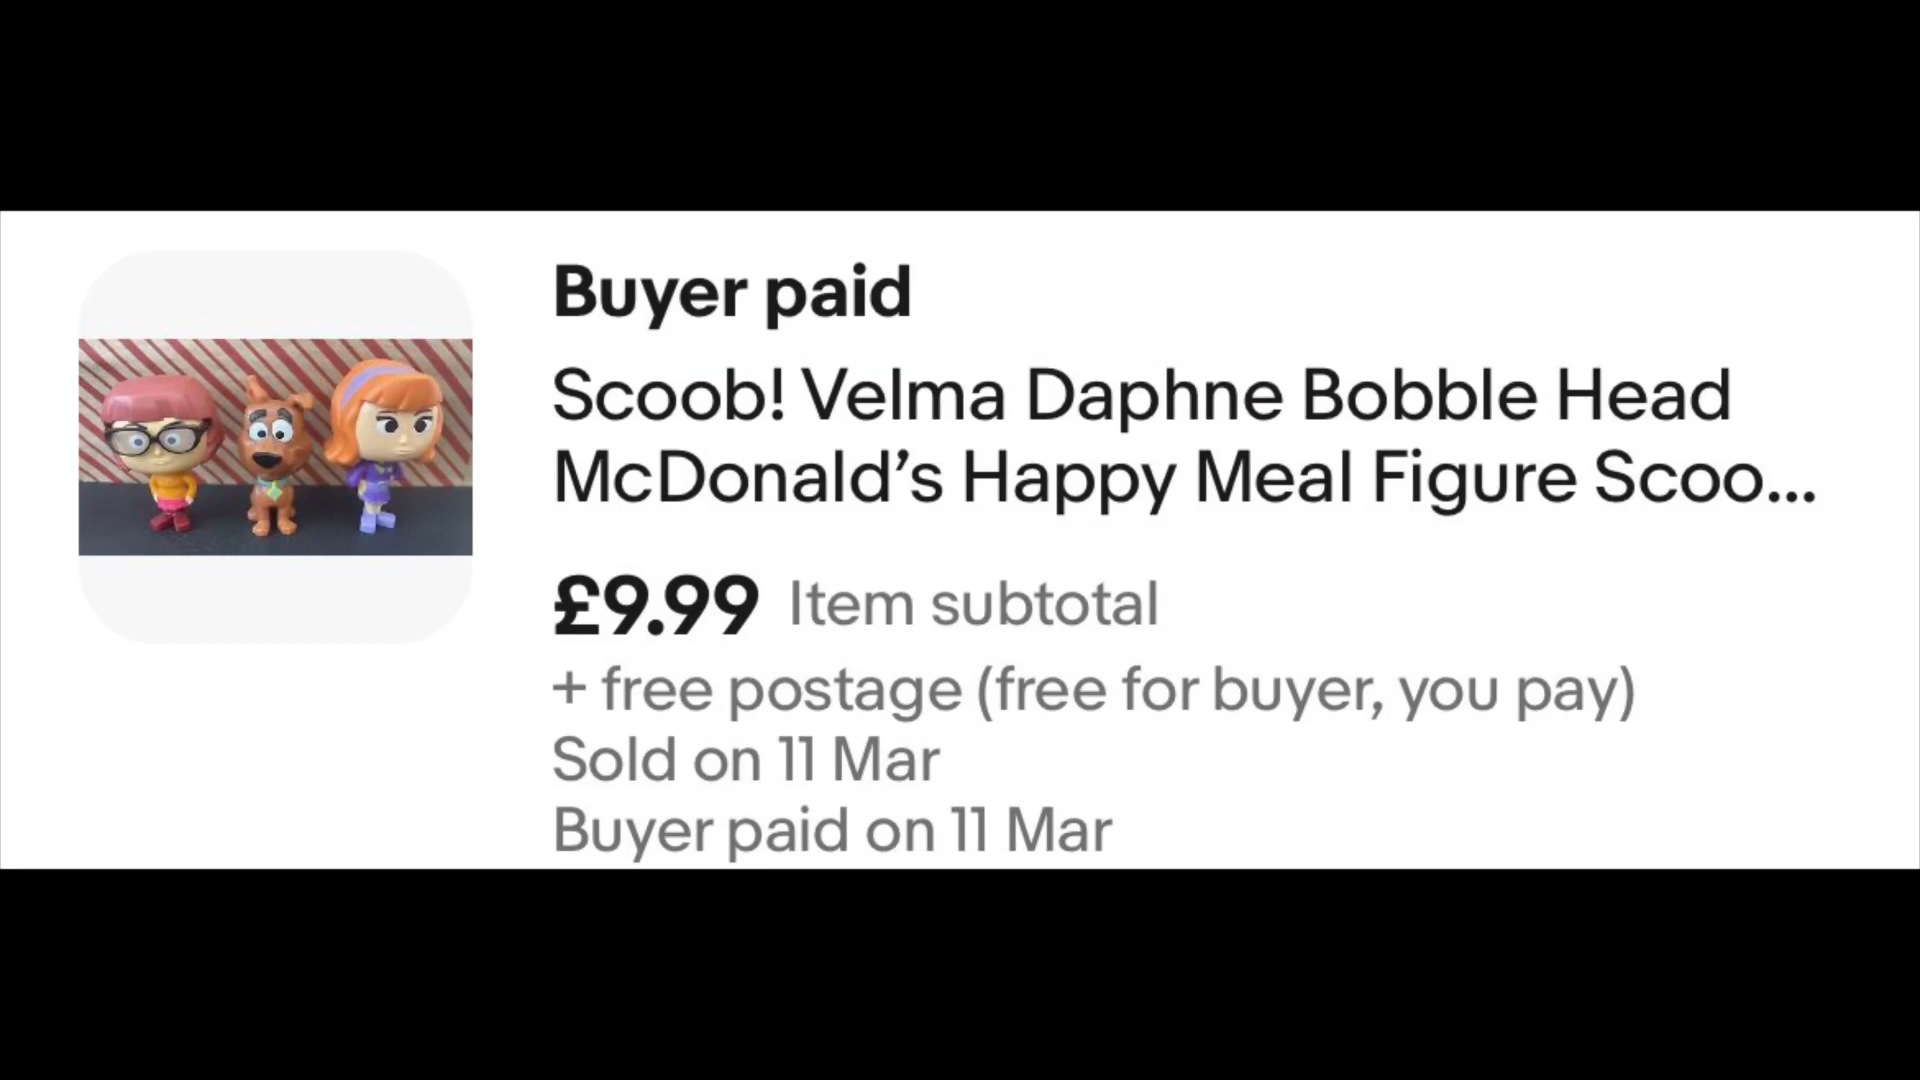 Buyer paid
Scoob! Velma Daphne Bobble Head
McDonald’s Happy Meal Figure Scoo...
£9.99 Item subtotal
+ free postage (free for buyer, you pay)
Sold on 11 Mar
Buyer paid on 11 Mar